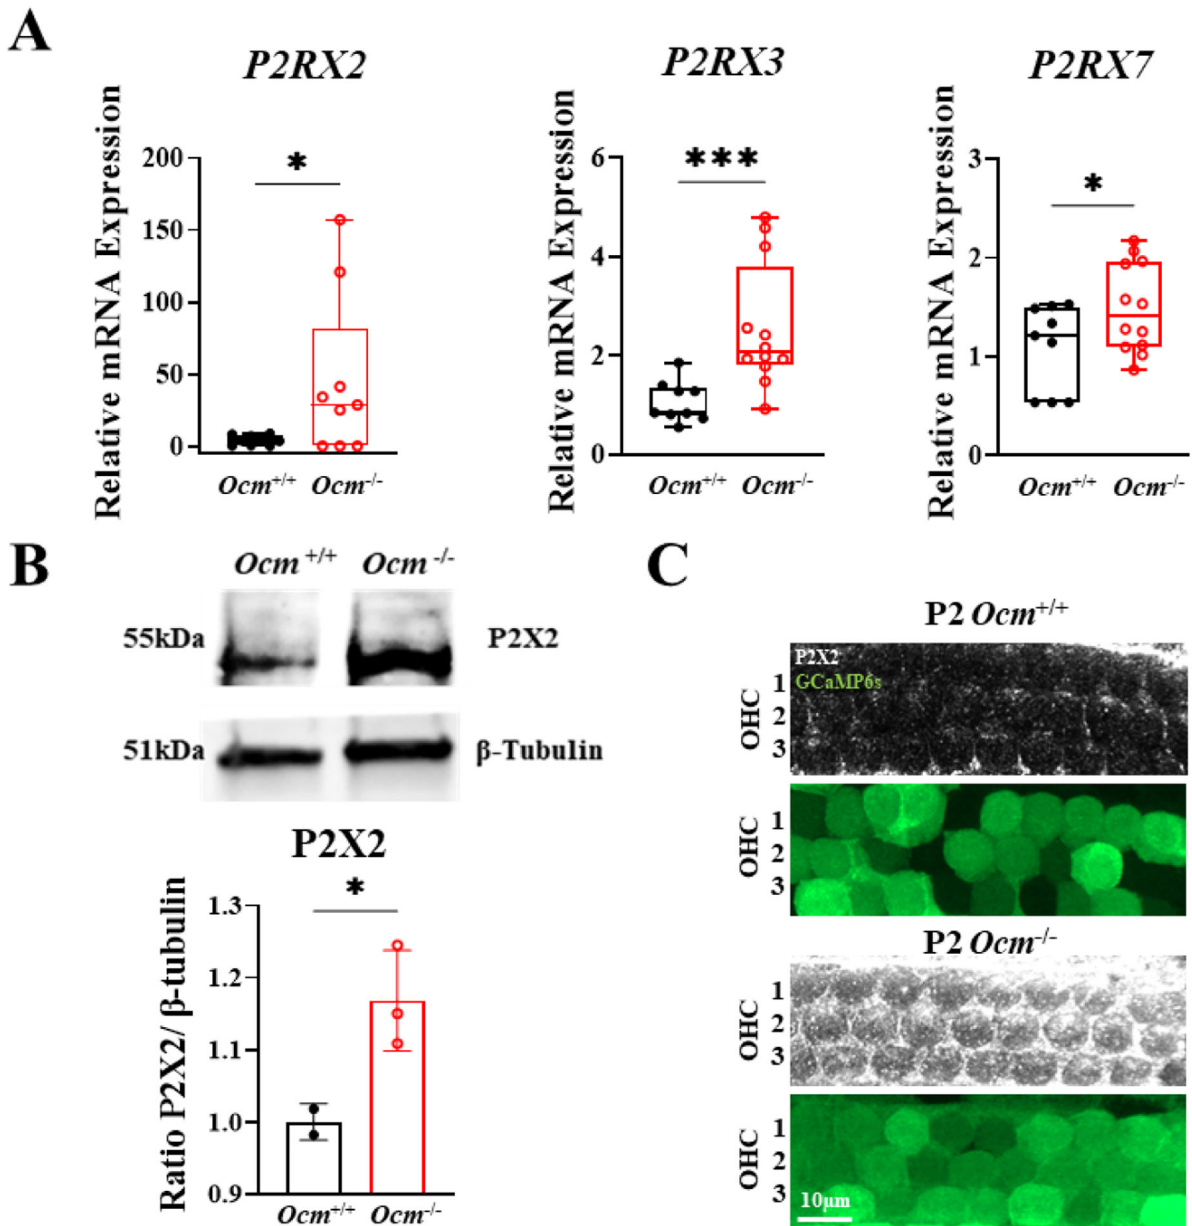 A
P2RX2
Relative mRNA Expression
200
150
100
50
0
*
Ocm+/+ Ocm-/-
P2RX3
Relative mRNA Expression
6
4
2
0
***
Ocm+/+ Ocm-/-
P2RX7
Relative mRNA Expression
3
2
1
0
*
Ocm+/+ Ocm-/-
B
Ocm +/+ Ocm -/-
55kDa P2X2
51kDa β-Tubulin
P2X2
Ratio P2X2/ β-tubulin
1.3
1.2
1.1
1.0
0.9
*
Ocm+/+ Ocm-/-
C
P2 Ocm+/+
P2X2
GCaMP6s
OHC
1
2
3
OHC
1
2
3
P2 Ocm-/-
OHC
1
2
3
OHC
1
2
3
10μm